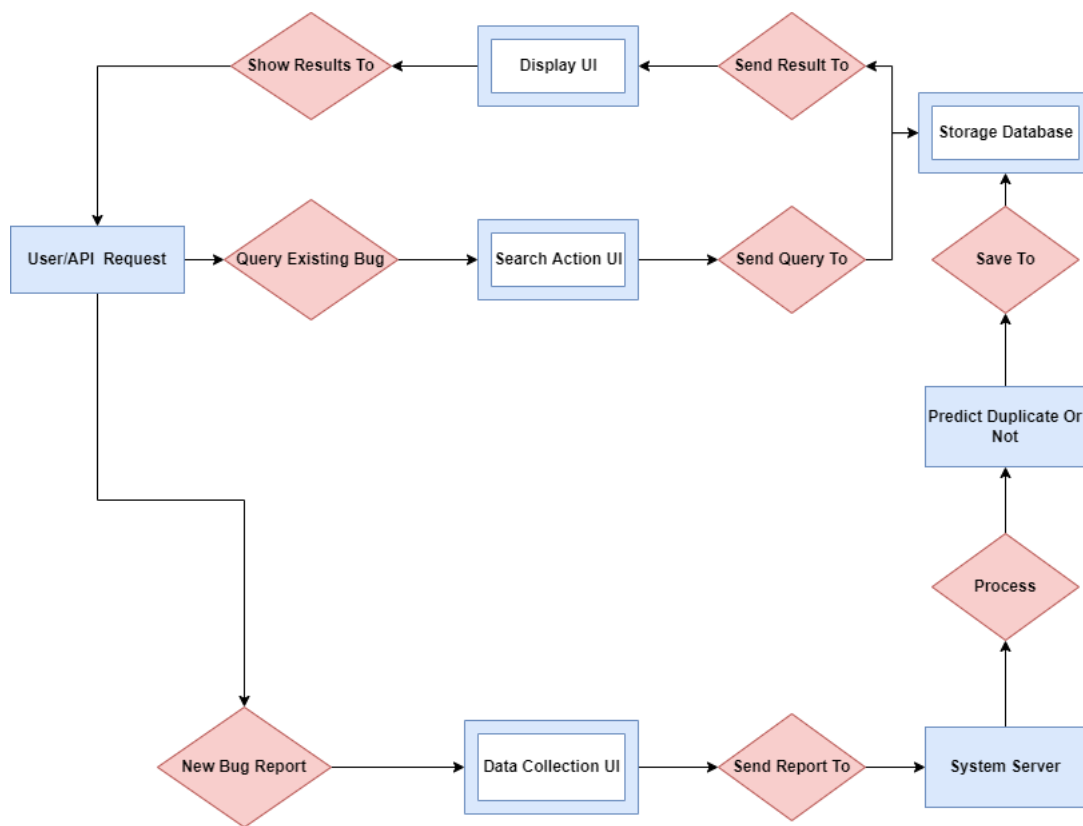 Show Results To
Display UI
Send Result To
Storage Database
User/API  Request
Query Existing Bug
Search Action UI
Send Query To
Save To
Predict Duplicate Or
Not
Process
New Bug Report
Data Collection UI
Send Report To
System Server